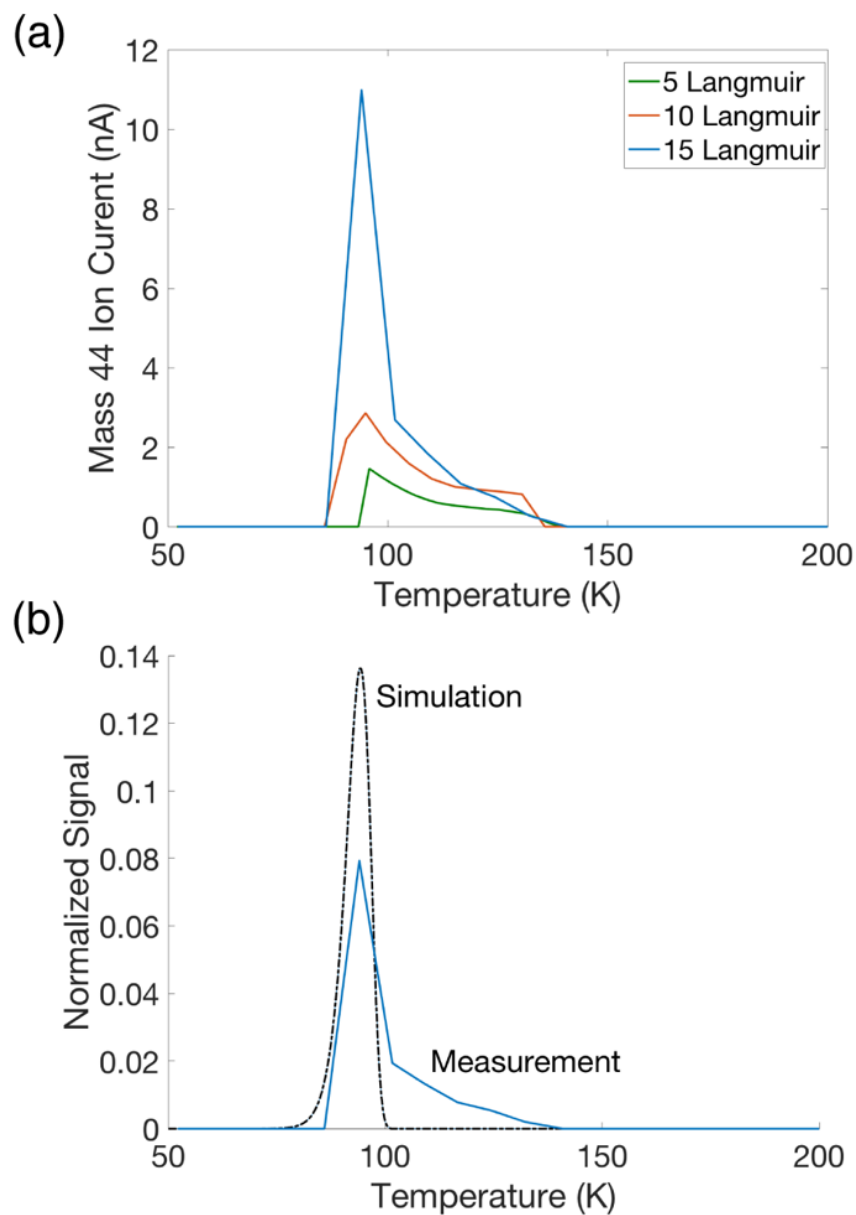 (a)
Mass 44 Ion Curent (nA)
12
10
8
6
4
2
0
5 Langmuir
10 Langmuir
15 Langmuir
50
100
150
200
Temperature (K)
(b)
Normalized Signal
0.14
0.12
0.1
0.08
0.06
0.04
0.02
0
Simulation
Measurement
50
100
150
200
Temperature (K)